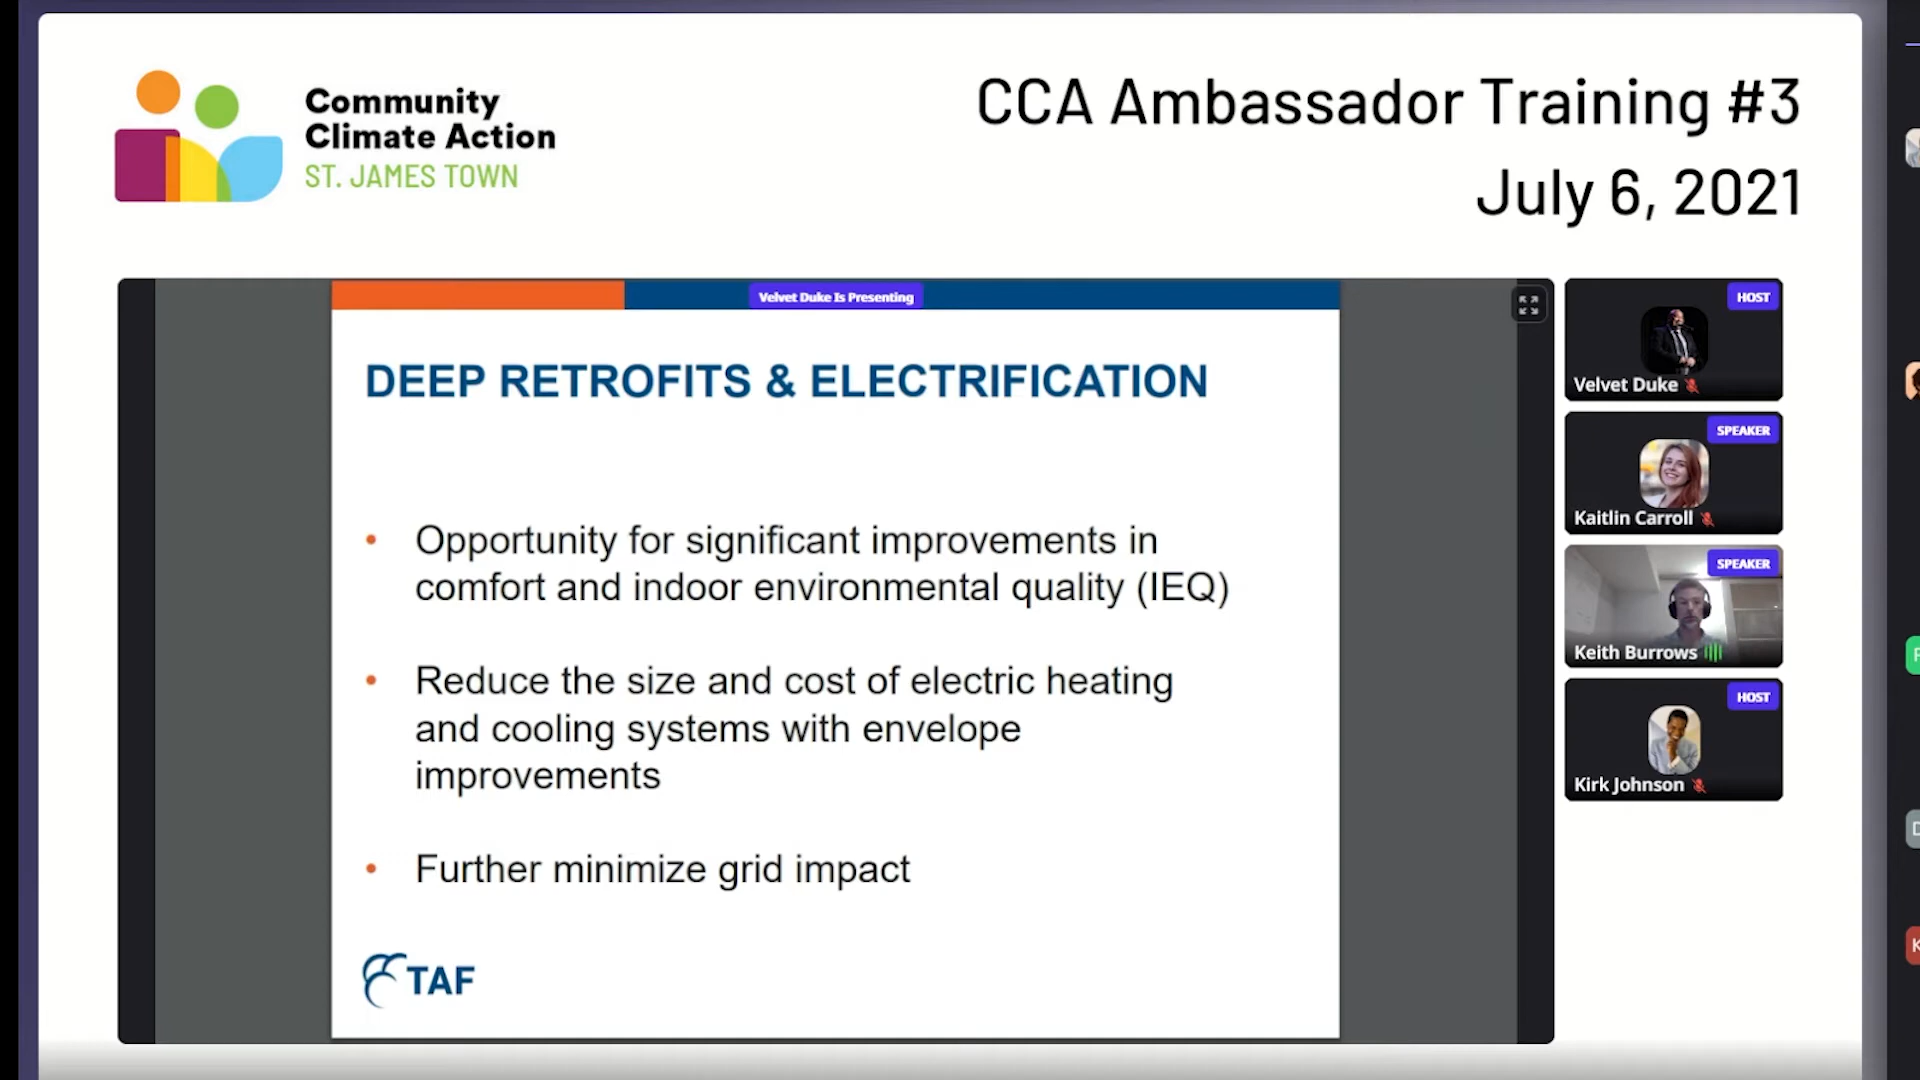 Community
Climate Action
ST. JAMES TOWN
CCA Ambassador Training #3
July 6, 2021
Velvet Duke Is Presenting
DEEP RETROFITS & ELECTRIFICATION
• Opportunity for significant improvements in
comfort and indoor environmental quality (IEQ)
• Reduce the size and cost of electric heating
and cooling systems with envelope
improvements
• Further minimize grid impact
TAF
HOST
Velvet Duke
SPEAKER
Kaitlin Carroll
SPEAKER
Keith Burrows
HOST
Kirk Johnson